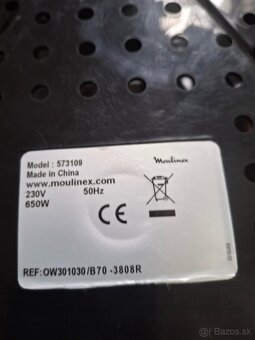 Model : 573109
Made in China
www.moulinex.com
230V 50Hz
650W
Moulinex
CE
REF:OW301030/B70 -3808R
© Bazos.sk